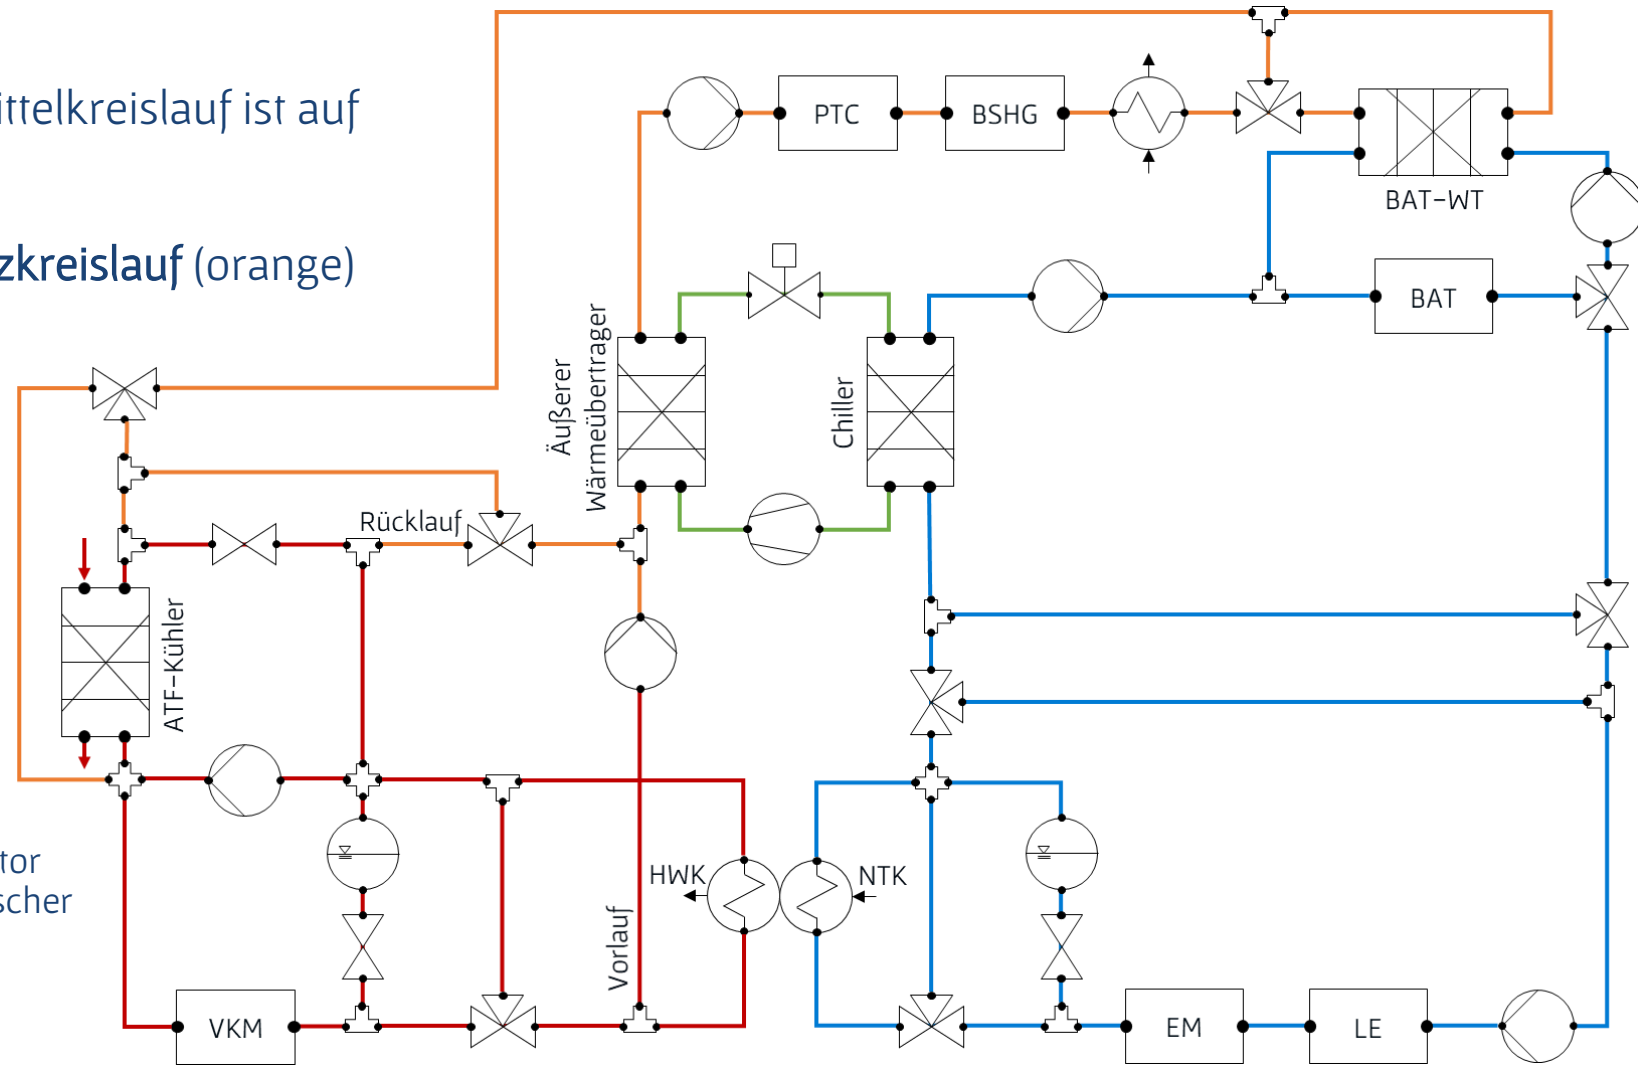 ittelkreislauf ist auf
zkreislauf (orange)
tor
scher
PTC
BSHG
BAT-WT
BAT
Äußerer
Wärmeübertrager
Chiller
Rücklauf
ATF-Kühler
HWK
NTK
Vorlauf
VKM
EM
LE